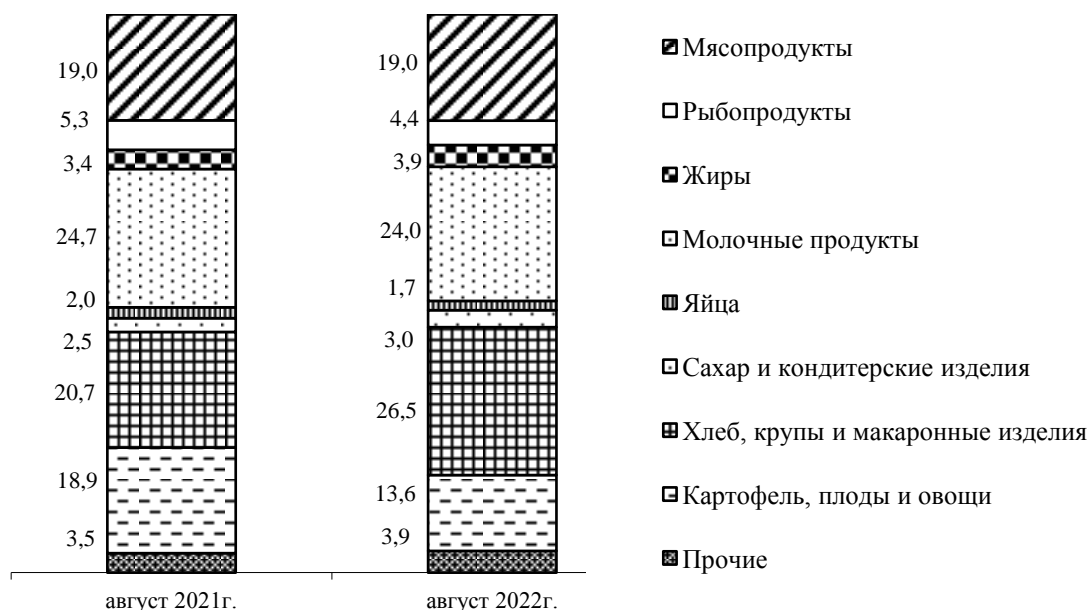 19,0
5,3
3,4
24,7
2,0
2,5
20,7
18,9
3,5
август 2021г.
19,0
4,4
3,9
24,0
1,7
3,0
26,5
13,6
3,9
август 2022г.
Мясопродукты
Рыбопродукты
Жиры
Молочные продукты
Яйца
Сахар и кондитерские изделия
Хлеб, крупы и макаронные изделия
Картофель, плоды и овощи
Прочие